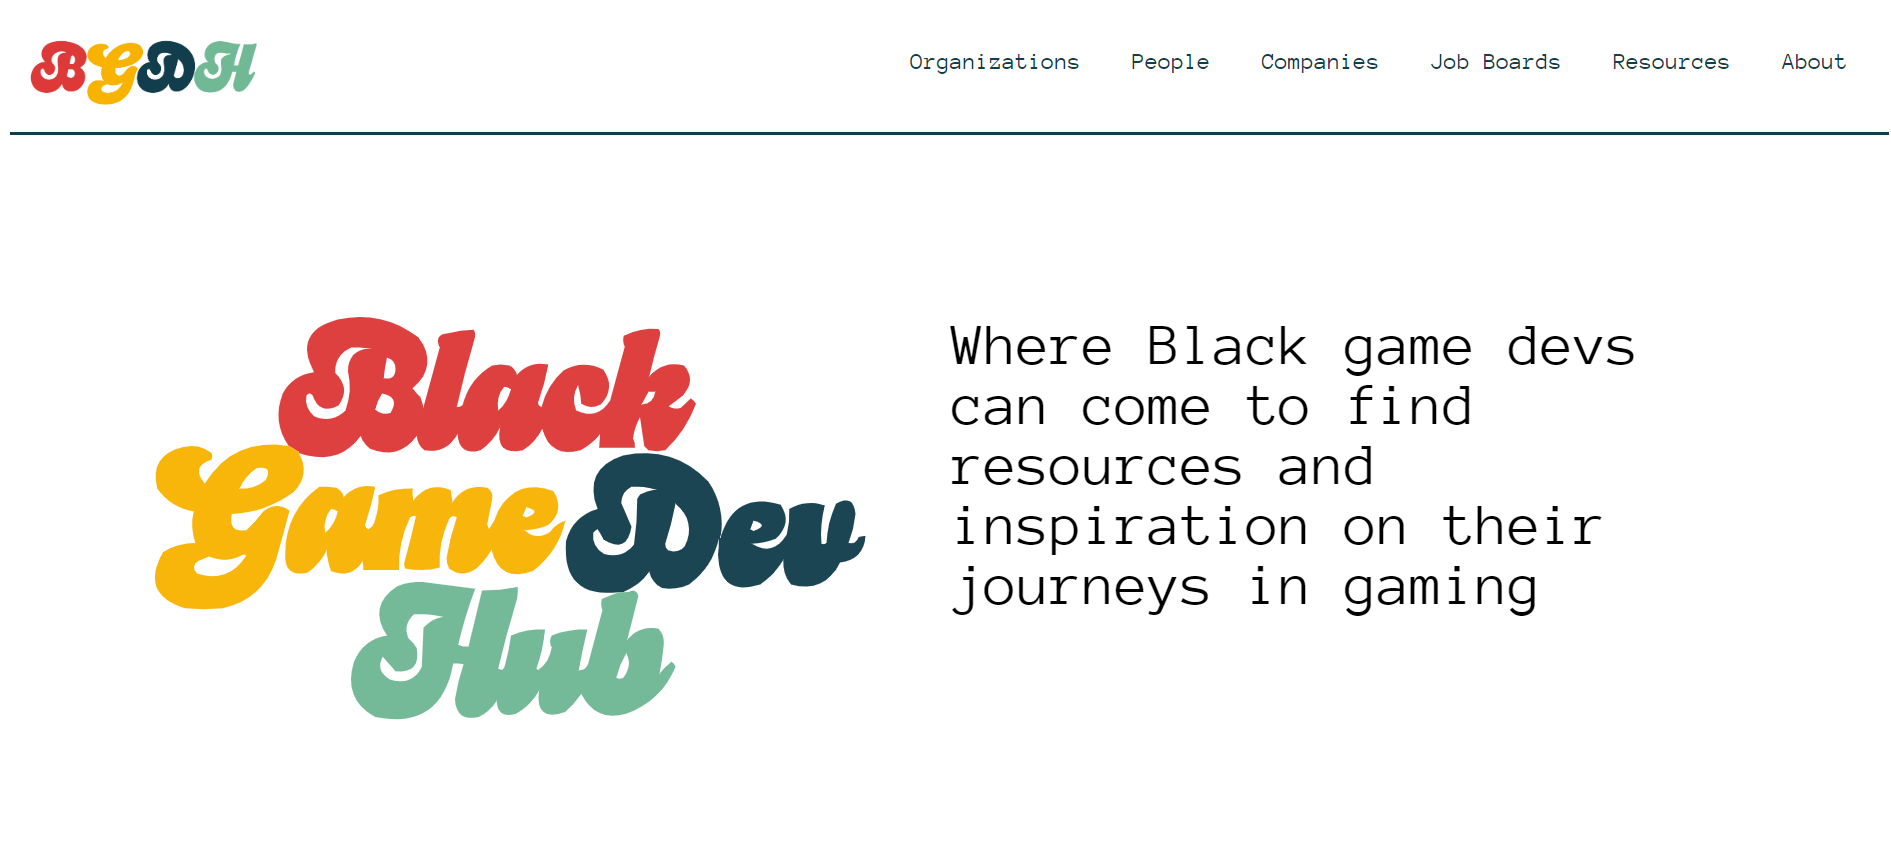 BGDH
Organizations People Companies Job Boards Resources About
Black
Game Dev
Hub
Where Black game devs
can come to find
resources and
inspiration on their
journeys in gaming